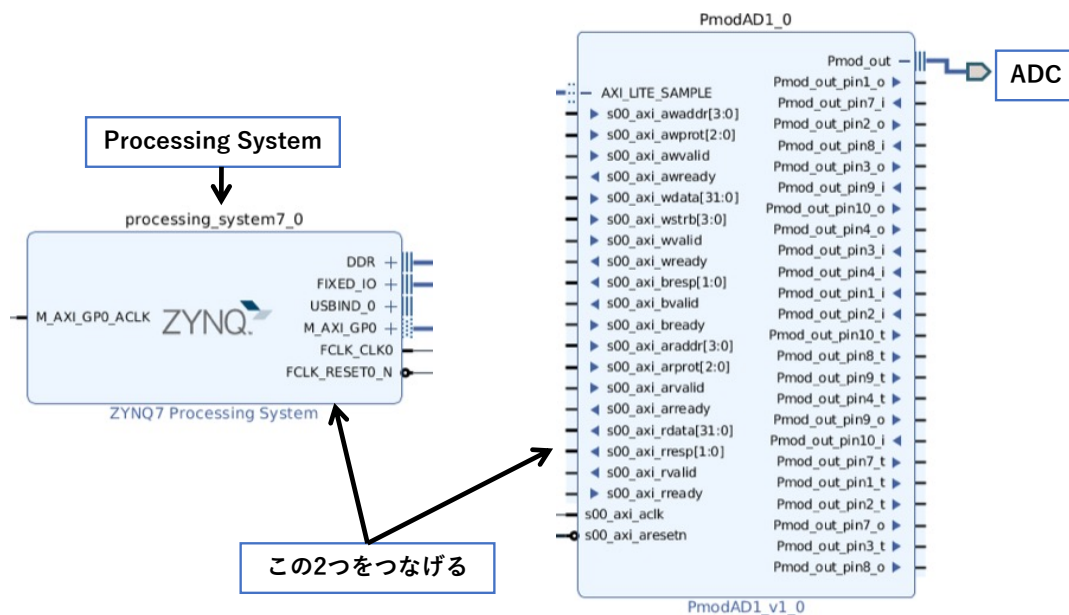 Processing System
processing_system7_0
M_AXI_GP0_ACLK
ZYNQ
DDR
FIXED_IO
USBIND_0
M_AXI_GP0
FCLK_CLK0
FCLK_RESET0_N
ZYNQ7 Processing System
この2つをつなげる
PmodAD1_0
AXI_LITE_SAMPLE
s00_axi_awaddr[3:0]
s00_axi_awprot[2:0]
s00_axi_awvalid
s00_axi_awready
s00_axi_wdata[31:0]
s00_axi_wstrb[3:0]
s00_axi_wvalid
s00_axi_wready
s00_axi_bresp[1:0]
s00_axi_bvalid
s00_axi_bready
s00_axi_araddr[3:0]
s00_axi_arprot[2:0]
s00_axi_arvalid
s00_axi_arready
s00_axi_rdata[31:0]
s00_axi_rresp[1:0]
s00_axi_rvalid
s00_axi_rready
s00_axi_aclk
s00_axi_aresetn
Pmod_out
Pmod_out_pin1_o
Pmod_out_pin7_i
Pmod_out_pin2_o
Pmod_out_pin8_i
Pmod_out_pin3_o
Pmod_out_pin9_i
Pmod_out_pin10_o
Pmod_out_pin4_o
Pmod_out_pin3_i
Pmod_out_pin4_i
Pmod_out_pin1_i
Pmod_out_pin2_i
Pmod_out_pin10_t
Pmod_out_pin8_t
Pmod_out_pin9_t
Pmod_out_pin4_t
Pmod_out_pin9_o
Pmod_out_pin10_i
Pmod_out_pin7_t
Pmod_out_pin1_t
Pmod_out_pin2_t
Pmod_out_pin7_o
Pmod_out_pin3_t
Pmod_out_pin8_o
PmodAD1_v1_0
ADC